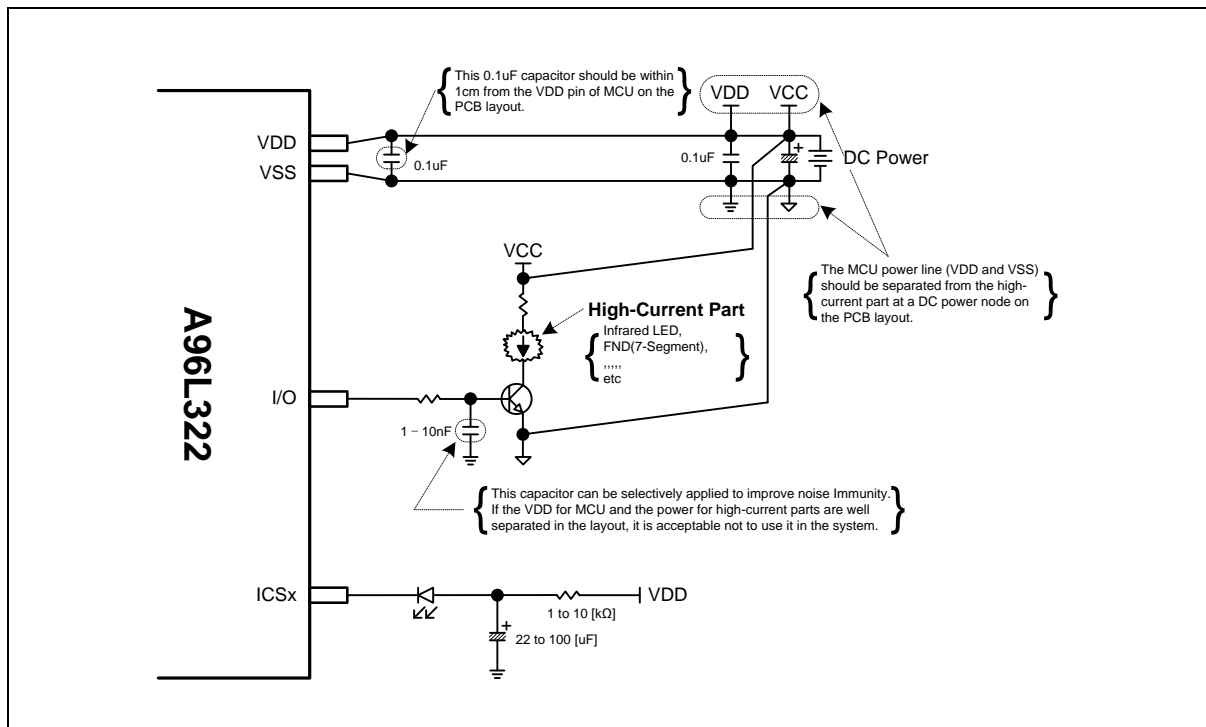 This 0.1uF capacitor should be within
1cm from the VDD pin of MCU on the
PCB layout.
VDD VCC
VDD
VSS
0.1uF
0.1uF
+
DC Power
VCC
The MCU power line (VDD and VSS)
should be separated from the high-
current part at a DC power node on
the PCB layout.
High-Current Part
Infrared LED,
FND(7-Segment),
,,,,,
etc
A96L322
I/O
1 – 10nF
This capacitor can be selectively applied to improve noise Immunity.
If the VDD for MCU and the power for high-current parts are well
separated in the layout, it is acceptable not to use it in the system.
ICSx
VDD
1 to 10 [kΩ]
+
22 to 100 [uF]